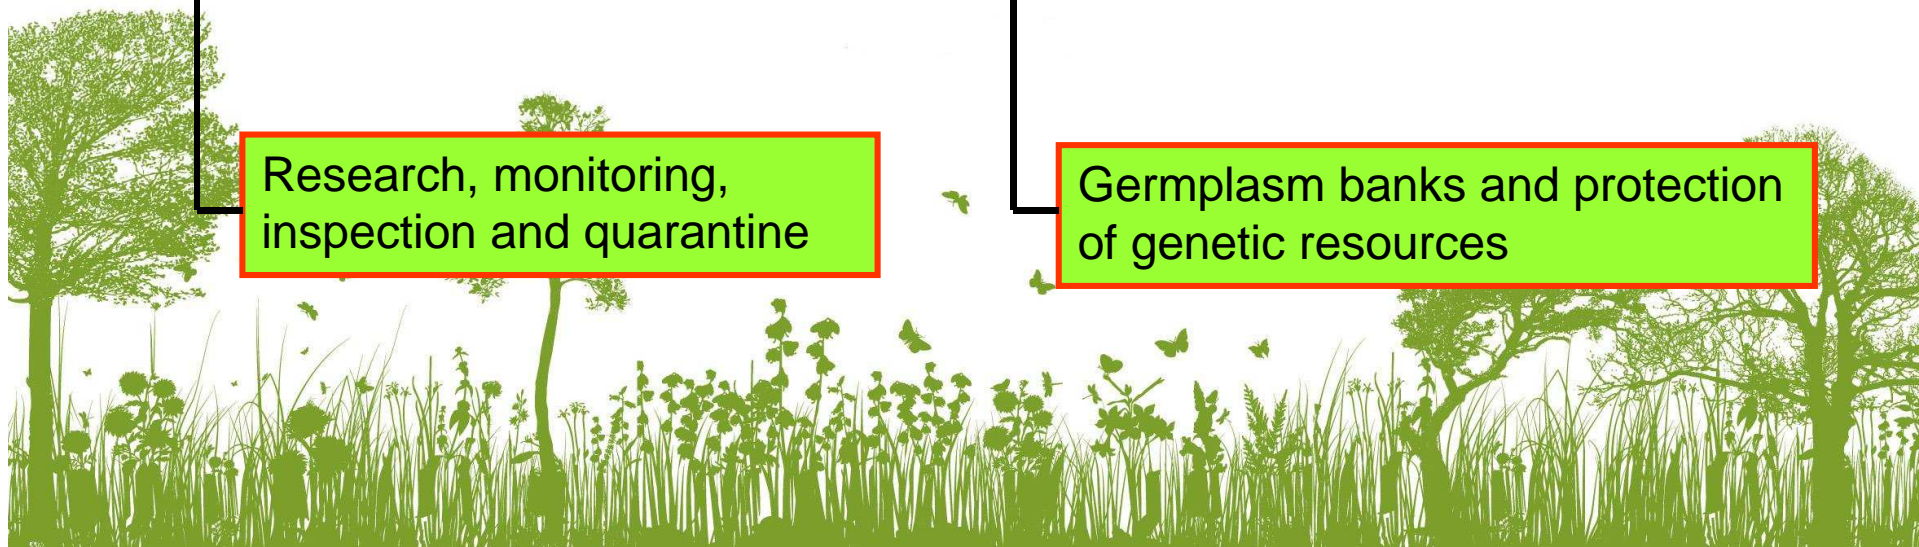 Research, monitoring,
inspection and quarantine
Germplasm banks and protection
of genetic resources